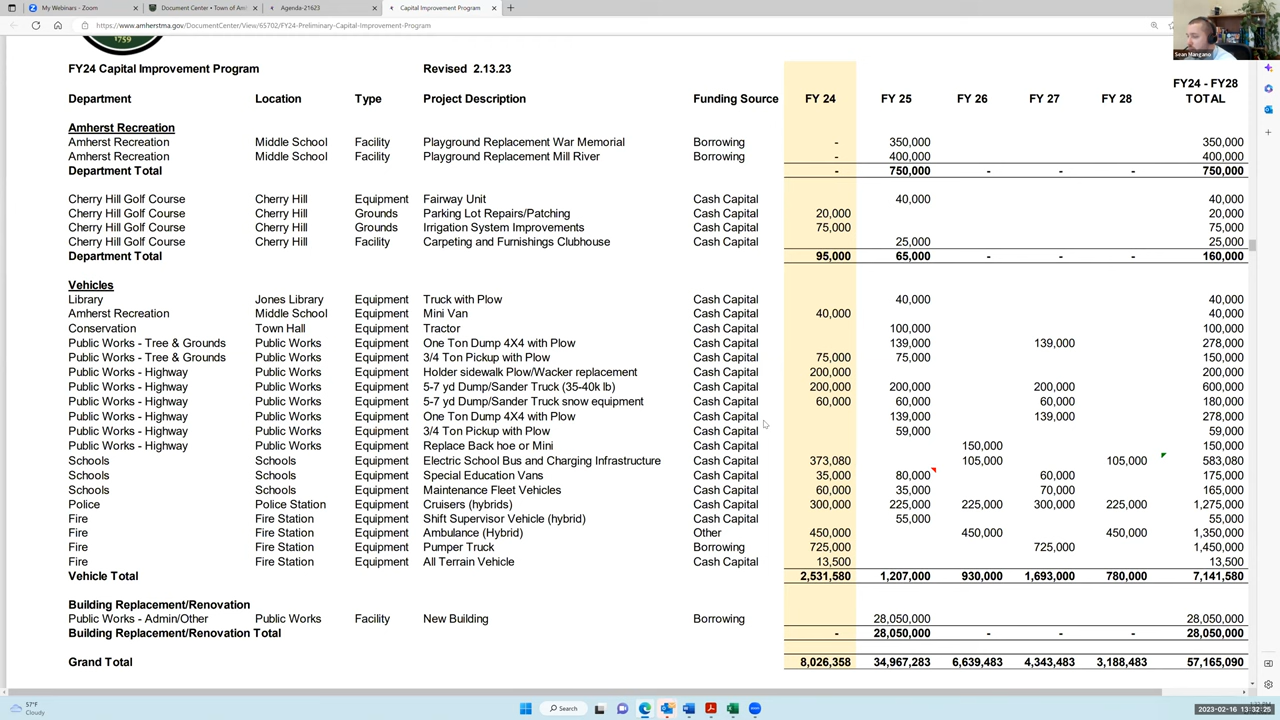 My Webinars - Zoom
Document Center • Town of Am
Agenda-21623
Capital Improvement Program
https://www.amherstma.gov/DocumentCenter/View/65702/FY24-Preliminary-Capital-Improvement-Program
Sean Mangano
1759
FY24 Capital Improvement Program Revised 2.13.23
FY24 - FY28
Department Location Type Project Description Funding Source FY 24 FY 25 FY 26 FY 27 FY 28 TOTAL
Amherst Recreation
Amherst Recreation Middle School Facility Playground Replacement War Memorial Borrowing - 350,000 350,000
Amherst Recreation Middle School Facility Playground Replacement Mill River Borrowing - 400,000 400,000
Department Total - 750,000 - - - 750,000
Cherry Hill Golf Course Cherry Hill Equipment Fairway Unit Cash Capital 40,000 40,000
Cherry Hill Golf Course Cherry Hill Grounds Parking Lot Repairs/Patching Cash Capital 20,000 20,000
Cherry Hill Golf Course Cherry Hill Grounds Irrigation System Improvements Cash Capital 75,000 75,000
Cherry Hill Golf Course Cherry Hill Facility Carpeting and Furnishings Clubhouse Cash Capital 25,000 25,000
Department Total 95,000 65,000 - - - 160,000
Vehicles
Library Jones Library Equipment Truck with Plow Cash Capital 40,000 40,000
Amherst Recreation Middle School Equipment Mini Van Cash Capital 40,000 40,000
Conservation Town Hall Equipment Tractor Cash Capital 100,000 100,000
Public Works - Tree & Grounds Public Works Equipment One Ton Dump 4X4 with Plow Cash Capital 139,000 139,000 278,000
Public Works - Tree & Grounds Public Works Equipment 3/4 Ton Pickup with Plow Cash Capital 75,000 75,000 150,000
Public Works - Highway Public Works Equipment Holder sidewalk Plow/Wacker replacement Cash Capital 200,000 200,000
Public Works - Highway Public Works Equipment 5-7 yd Dump/Sander Truck (35-40k lb) Cash Capital 200,000 200,000 200,000 600,000
Public Works - Highway Public Works Equipment 5-7 yd Dump/Sander Truck snow equipment Cash Capital 60,000 60,000 60,000 180,000
Public Works - Highway Public Works Equipment One Ton Dump 4X4 with Plow Cash Capital 139,000 139,000 278,000
Public Works - Highway Public Works Equipment 3/4 Ton Pickup with Plow Cash Capital 59,000 59,000
Public Works - Highway Public Works Equipment Replace Back hoe or Mini Cash Capital 150,000 150,000
Schools Schools Equipment Electric School Bus and Charging Infrastructure Cash Capital 373,080 105,000 105,000 583,080
Schools Schools Equipment Special Education Vans Cash Capital 35,000 80,000 60,000 175,000
Schools Schools Equipment Maintenance Fleet Vehicles Cash Capital 60,000 35,000 70,000 165,000
Police Police Station Equipment Cruisers (hybrids) Cash Capital 300,000 225,000 225,000 300,000 225,000 1,275,000
Fire Fire Station Equipment Shift Supervisor Vehicle (hybrid) Cash Capital 55,000 55,000
Fire Fire Station Equipment Ambulance (Hybrid) Other 450,000 450,000 450,000 1,350,000
Fire Fire Station Equipment Pumper Truck Borrowing 725,000 725,000 1,450,000
Fire Fire Station Equipment All Terrain Vehicle Cash Capital 13,500 13,500
Vehicle Total 2,531,580 1,207,000 930,000 1,693,000 780,000 7,141,580
Building Replacement/Renovation
Public Works - Admin/Other Public Works Facility New Building Borrowing 28,050,000 28,050,000
Building Replacement/Renovation Total - 28,050,000 - - - 28,050,000
Grand Total 8,026,358 34,967,283 6,639,483 4,343,483 3,188,483 57,165,090
57°F
Cloudy
Search
2023-02-16 13:32:25